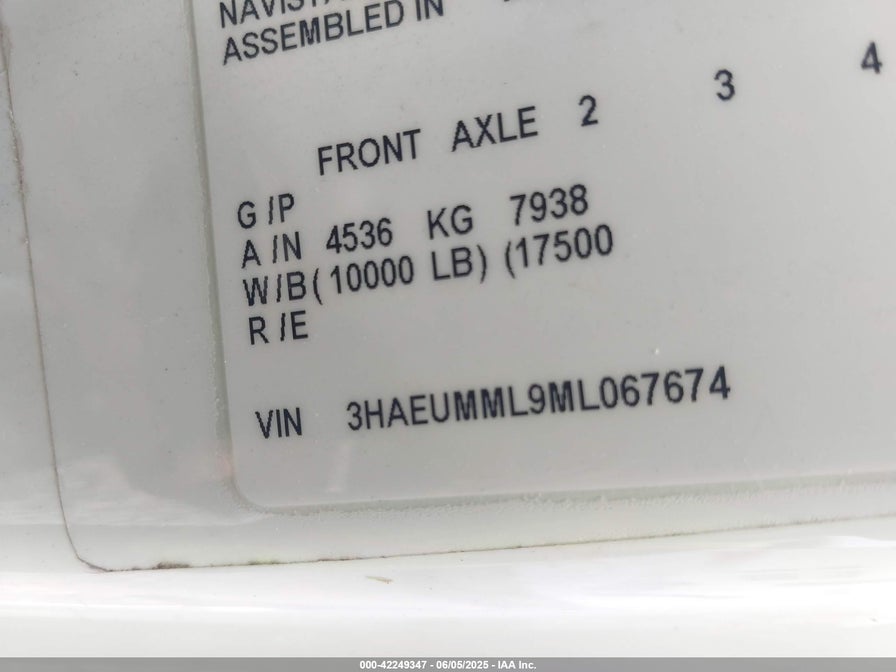 ASSEMBLED IN
FRONT AXLE 2 3 4
G /P
A /N 4536 KG 7938
W/B (10000 LB) (17500
R /E
VIN 3HAEUMML9ML067674
000-42249347 - 06/05/2025 - IAA Inc.